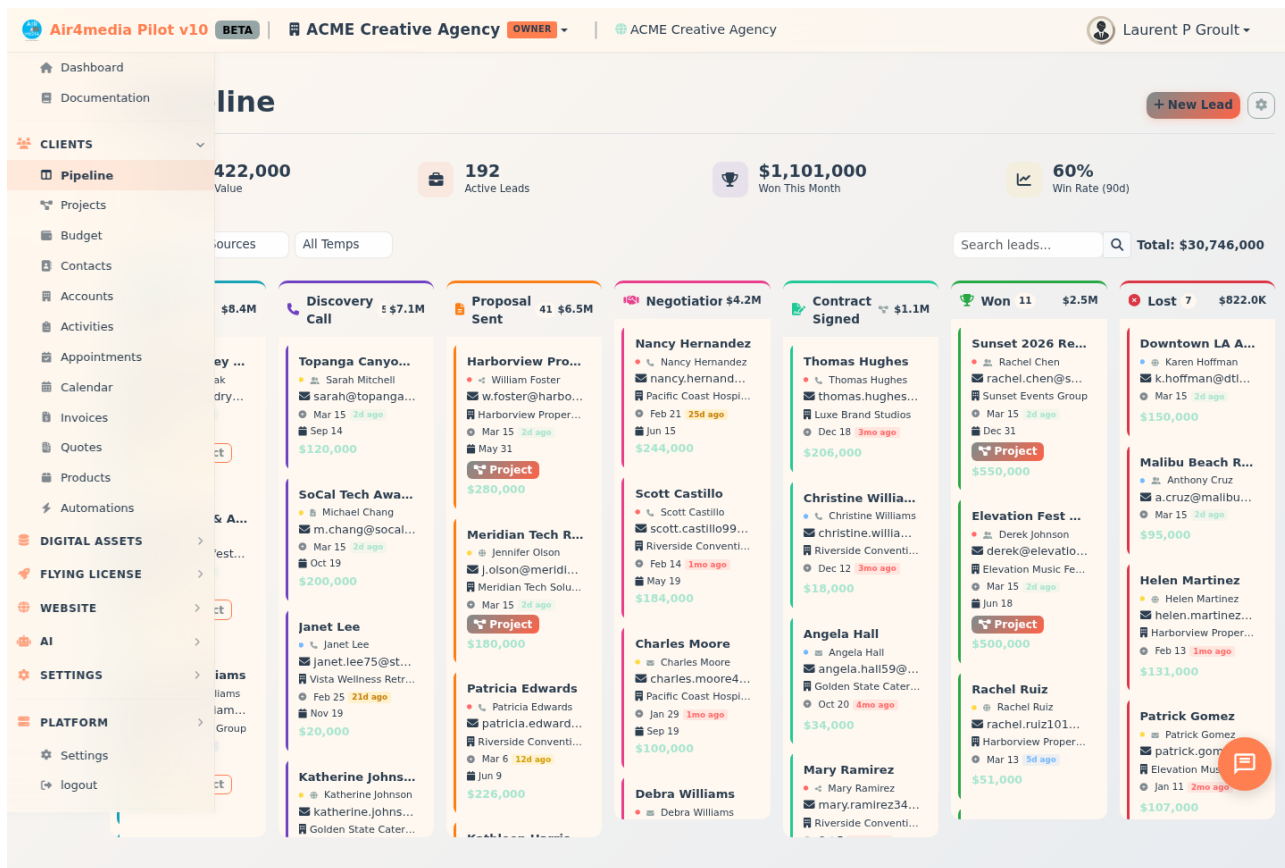 Air4media Pilot v10 BETA
ACME Creative Agency OWNER
ACME Creative Agency
Laurent P Groult
Dashboard
Documentation
CLIENTS
Pipeline
Projects
Budget
Contacts
Accounts
Activities
Appointments
Calendar
Invoices
Quotes
Products
Automations
DIGITAL ASSETS
FLYING LICENSE
WEBSITE
AI
SETTINGS
PLATFORM
Settings
logout
line
+ New Lead
422,000
Value
192
Active Leads
$1,101,000
Won This Month
60%
Win Rate (90d)
ources
All Temps
Search leads...
Total: $30,746,000
$8.4M
ey ...
ak
dry...
ct
& A...
fest...
ct
iams
liams
iam...
Group
ct
Discovery Call $7.1M
Topanga Canyo...
Sarah Mitchell
sarah@topanga...
Mar 15 2d ago
Sep 14
$120,000
SoCal Tech Awa...
Michael Chang
m.chang@socal...
Mar 15 2d ago
Oct 19
$200,000
Janet Lee
Janet Lee
janet.lee75@st...
Vista Wellness Retr...
Feb 25 21d ago
Nov 19
$20,000
Katherine Johns...
Katherine Johnson
katherine.johns...
Golden State Cater...
Proposal Sent 41 $6.5M
Harborview Pro...
William Foster
w.foster@harbo...
Harborview Proper...
Mar 15 2d ago
May 31
Project
$280,000
Meridian Tech R...
Jennifer Olson
j.olson@meridi...
Meridian Tech Solu...
Mar 15 2d ago
Project
$180,000
Patricia Edwards
Patricia Edwards
patricia.edward...
Riverside Conventi...
Mar 6 12d ago
Jun 9
$226,000
Kathleen Harris
Negotiation $4.2M
Nancy Hernandez
Nancy Hernandez
nancy.hernand...
Pacific Coast Hospi...
Feb 21 25d ago
Jun 15
$244,000
Scott Castillo
Scott Castillo
scott.castillo99...
Riverside Conventi...
Feb 14 1mo ago
May 19
$184,000
Charles Moore
Charles Moore
charles.moore4...
Pacific Coast Hospi...
Jan 29 1mo ago
Sep 19
$100,000
Debra Williams
Debra Williams
Contract Signed $1.1M
Thomas Hughes
Thomas Hughes
thomas.hughes...
Luxe Brand Studios
Dec 18 3mo ago
$206,000
Christine Willia...
Christine Williams
christine.willia...
Riverside Conventi...
Dec 12 3mo ago
$18,000
Angela Hall
Angela Hall
angela.hall59@...
Golden State Cater...
Oct 20 4mo ago
$34,000
Mary Ramirez
Mary Ramirez
mary.ramirez34...
Riverside Conventi...
Won 11 $2.5M
Sunset 2026 Re...
Rachel Chen
rachel.chen@s...
Sunset Events Group
Mar 15 2d ago
Dec 31
Project
$550,000
Elevation Fest ...
Derek Johnson
derek@elevatio...
Elevation Music Fe...
Mar 15 2d ago
Jun 18
Project
$500,000
Rachel Ruiz
Rachel Ruiz
rachel.ruiz101...
Harborview Proper...
Mar 13 5d ago
$51,000
Lost 7 $822.0K
Downtown LA A...
Karen Hoffman
k.hoffman@dtl...
Mar 15 2d ago
$150,000
Malibu Beach R...
Anthony Cruz
a.cruz@malibu...
Mar 15 2d ago
$95,000
Helen Martinez
Helen Martinez
helen.martinez...
Harborview Proper...
Feb 13 1mo ago
$131,000
Patrick Gomez
Patrick Gomez
patrick.gom
Elevation Mus
Jan 11 2mo ago
$107,000